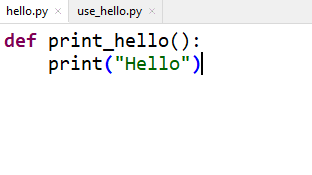 hello.py × use_hello.py ×
def print_hello():
    print("Hello")